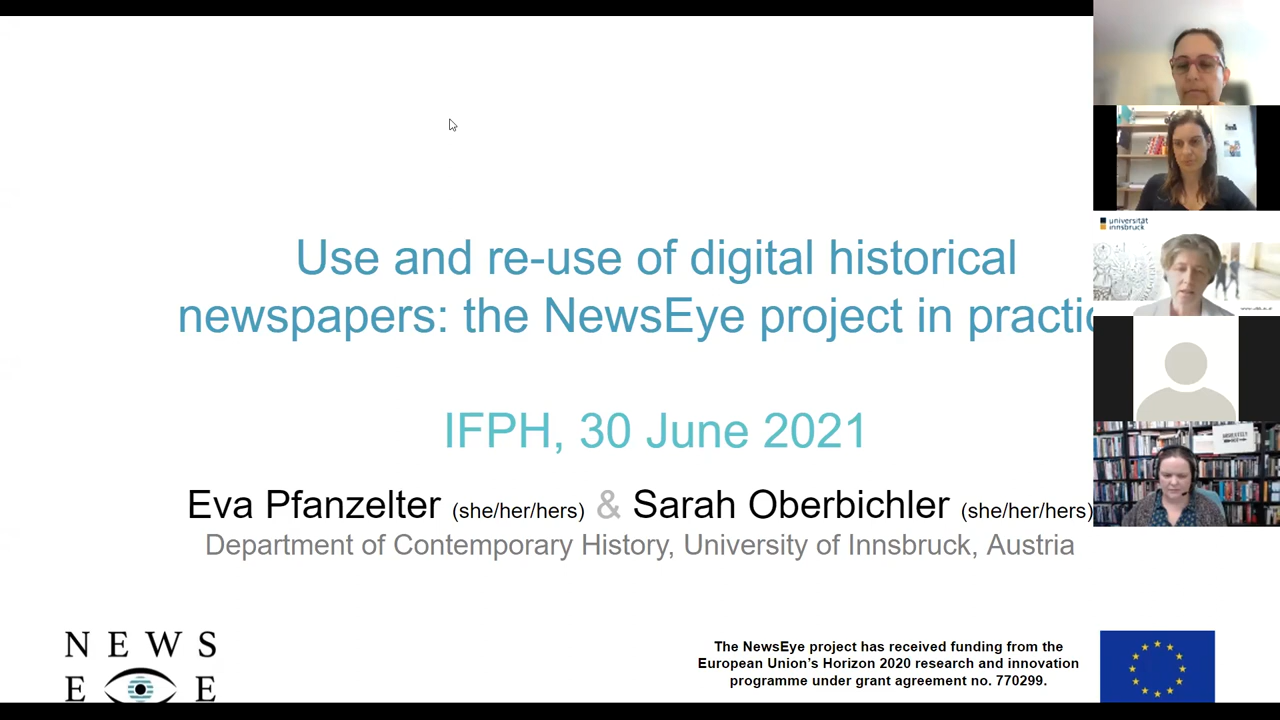 Use and re-use of digital historical
newspapers: the NewsEye project in practic
IFPH, 30 June 2021
Eva Pfanzelter (she/her/hers) & Sarah Oberbichler (she/her/hers)
Department of Contemporary History, University of Innsbruck, Austria
NEWS
E E
The NewsEye project has received funding from the
European Union's Horizon 2020 research and innovation
programme under grant agreement no. 770299.
universität
innsbruck